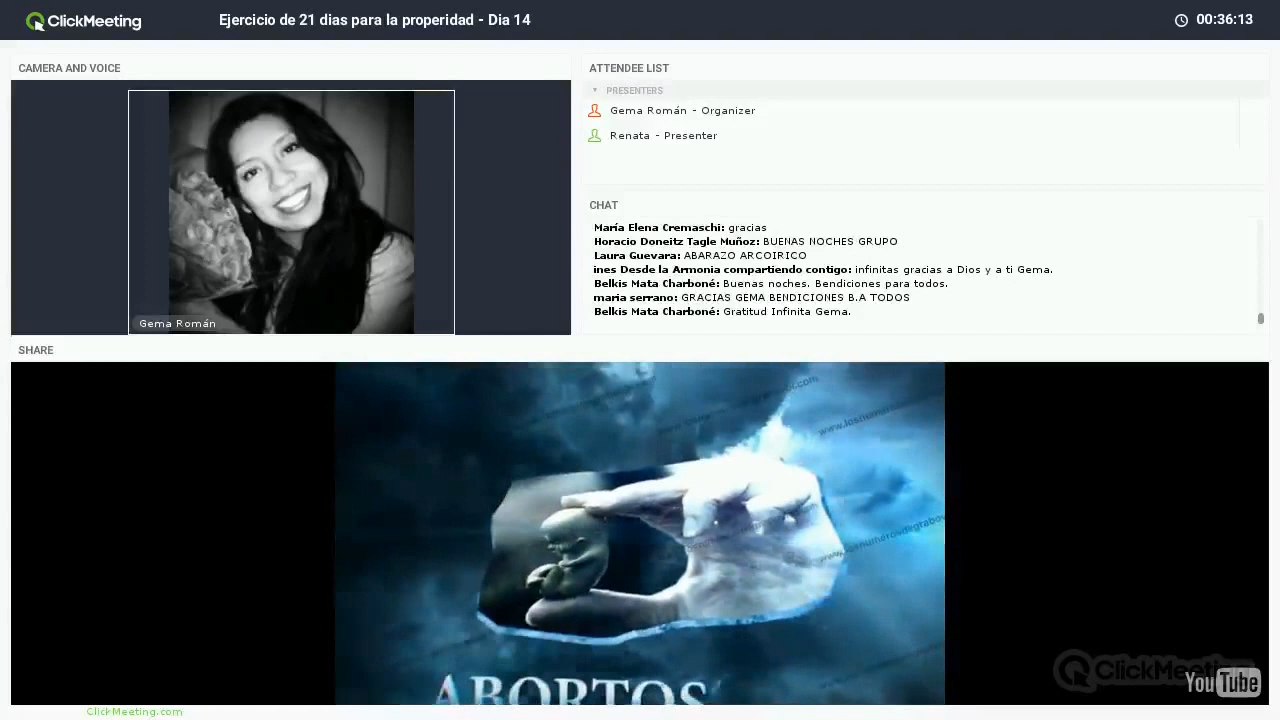 ClickMeeting
Ejercicio de 21 dias para la properidad - Dia 14
00:36:13
CAMERA AND VOICE
Gema Román
ATTENDEE LIST
PRESENTERS
Gema Román - Organizer
Renata - Presenter
CHAT
María Elena Cremaschi: gracias
Horacio Doneitz Tagle Muñoz: BUENAS NOCHES GRUPO
Laura Guevara: ABARAZO ARCOIRICO
ines Desde la Armonia compartiendo contigo: infinitas gracias a Dios y a ti Gema.
Belkis Mata Charboné: Buenas noches. Bendiciones para todos.
maria serrano: GRACIAS GEMA BENDICIONES B.A TODOS
Belkis Mata Charboné: Gratitud Infinita Gema.
SHARE
ABORTOS
ClickMeeting
YouTube
ClickMeeting.com